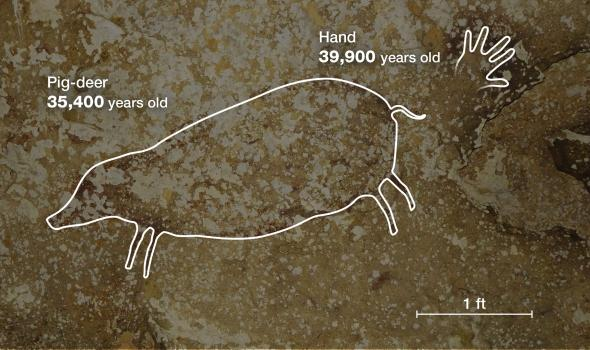 Hand
39,900 years old
Pig-deer
35,400 years old
1 ft